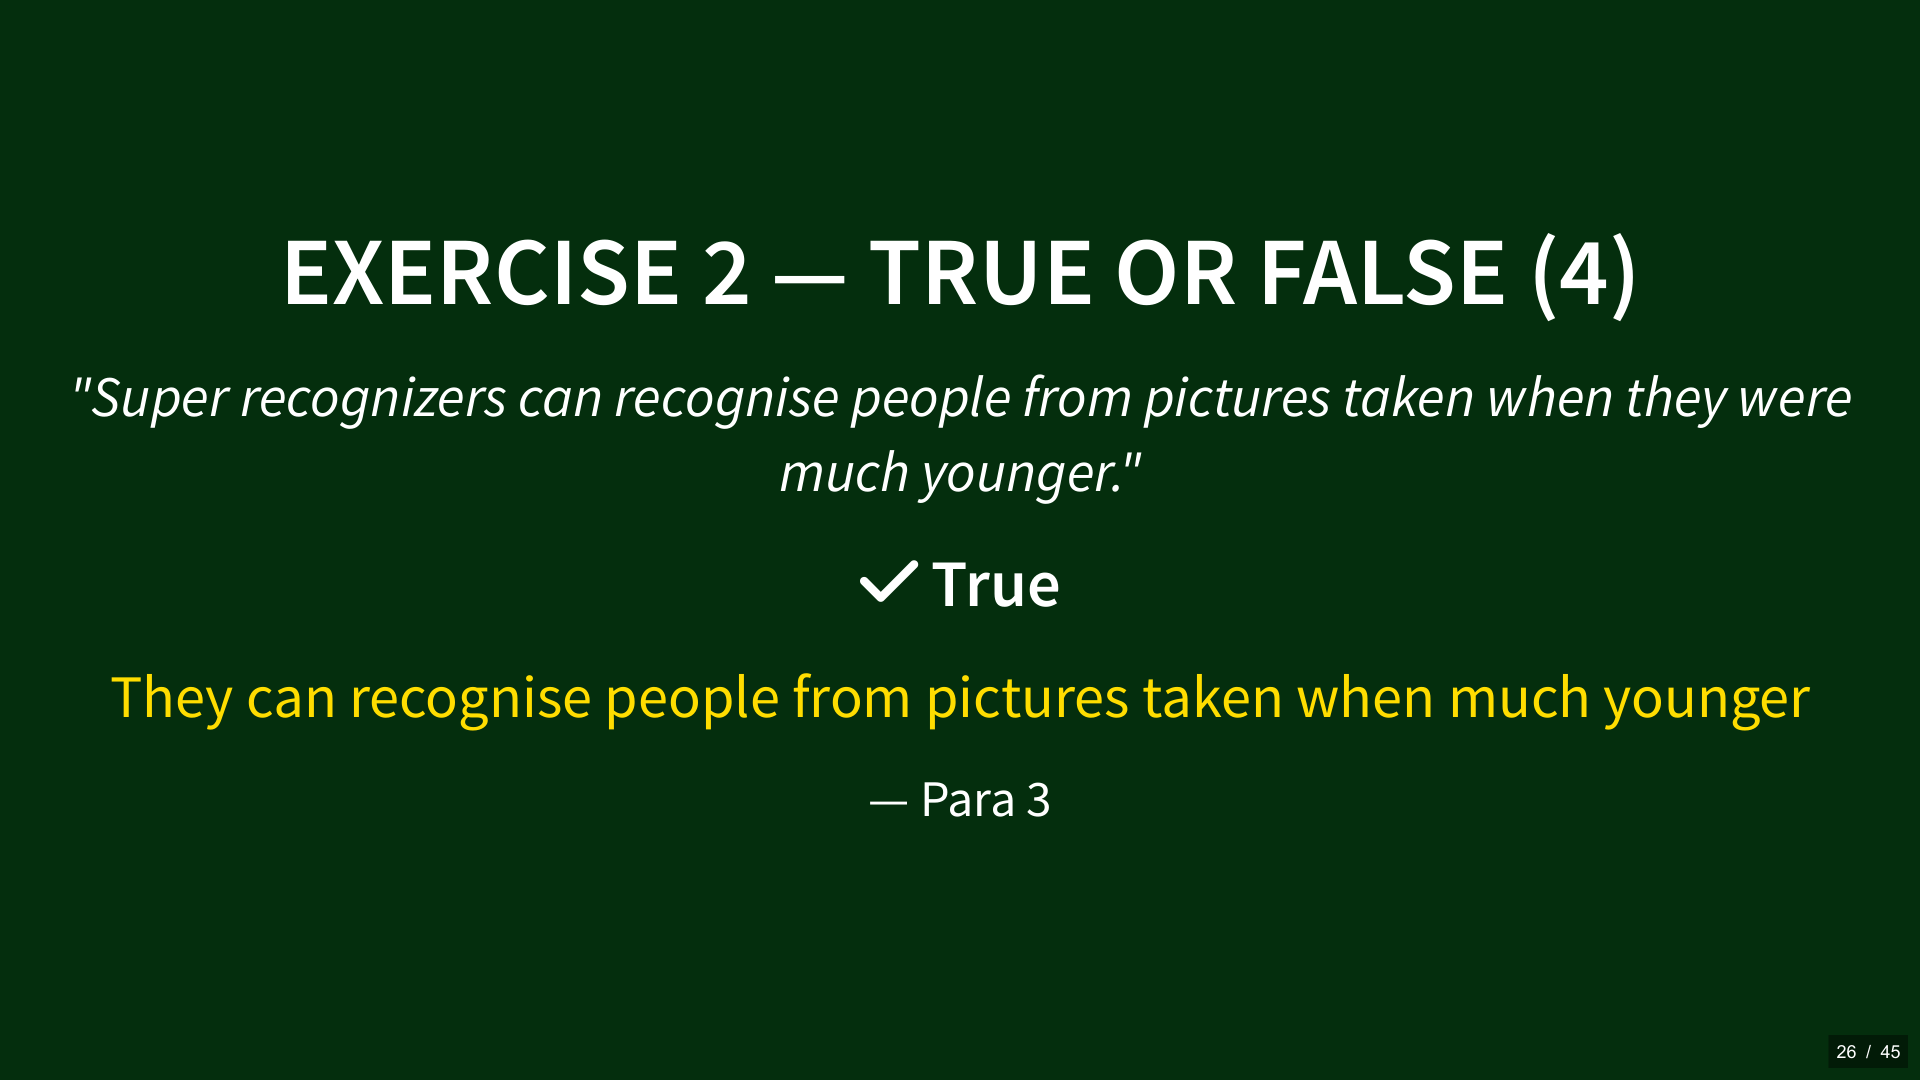 EXERCISE 2 — TRUE OR FALSE (4)
"Super recognizers can recognise people from pictures taken when they were
much younger."
✓ True
They can recognise people from pictures taken when much younger
— Para 3
26 / 45